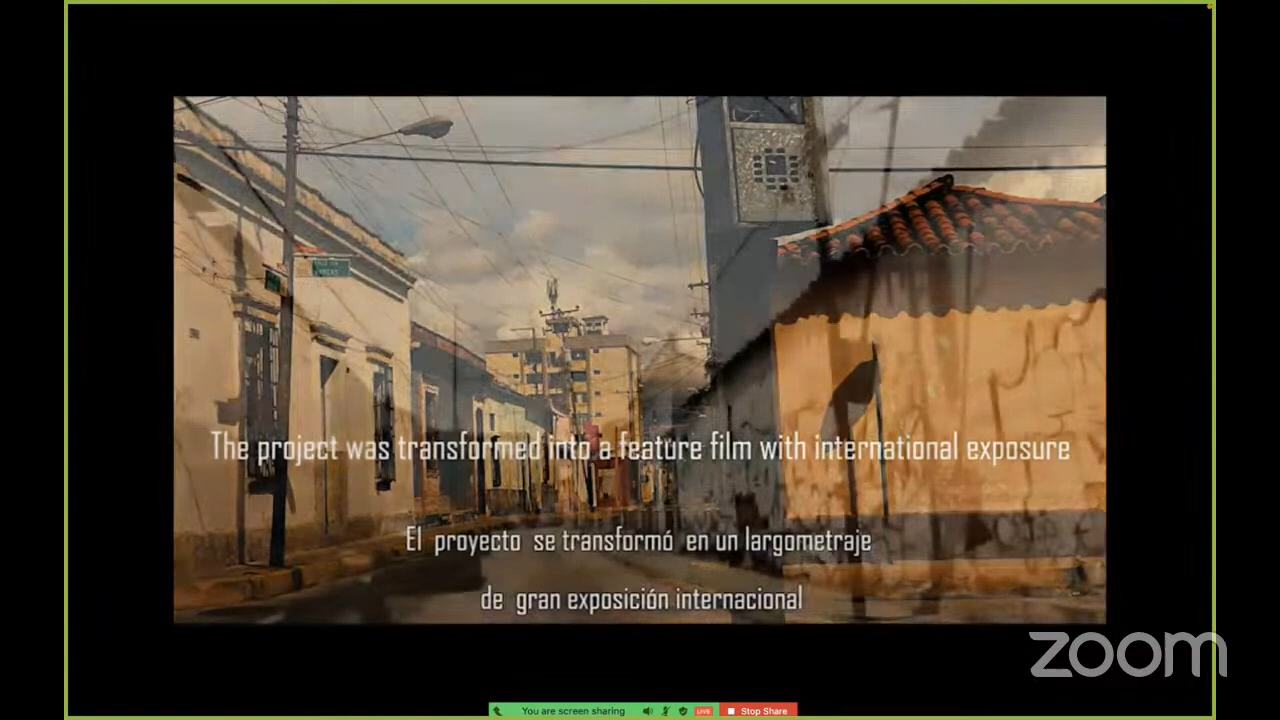 The project was transformed into a feature film with international exposure
El proyecto se transformó en un largometraje
de gran exposición internacional
zoom
You are screen sharing
LIVE
Stop Share